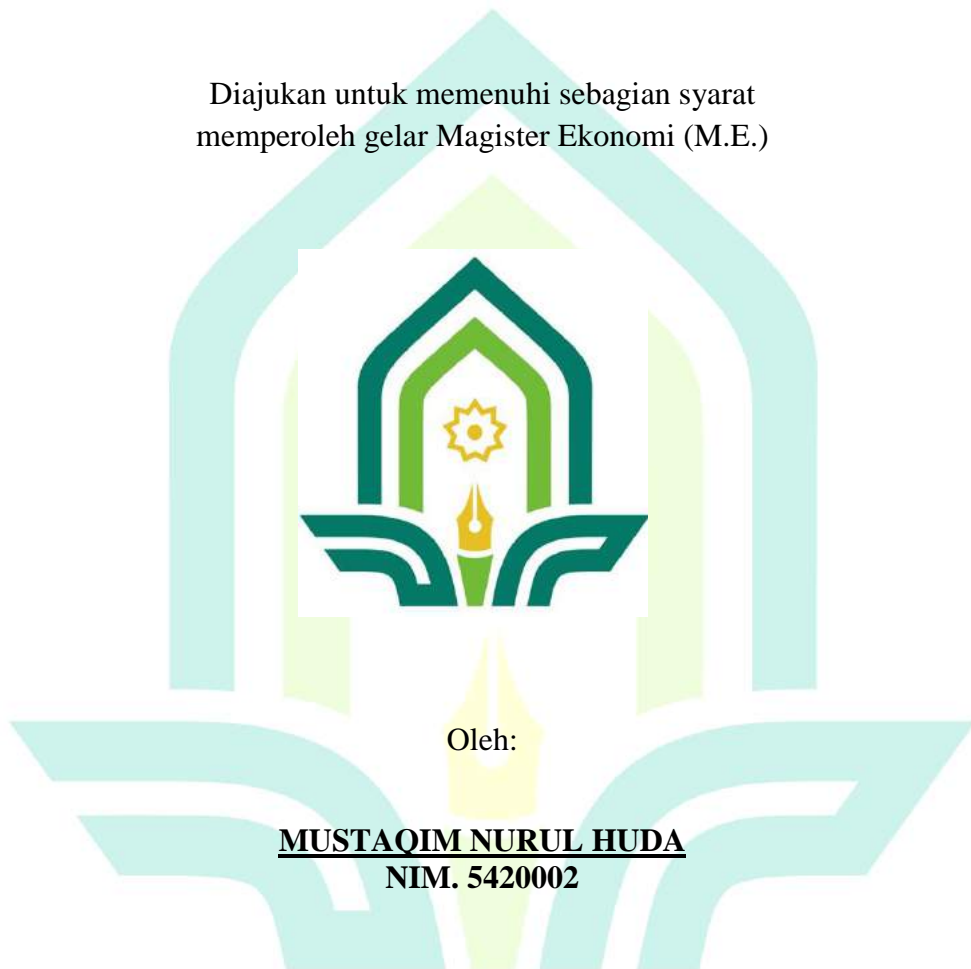 Diajukan untuk memenuhi sebagian syarat
memperoleh gelar Magister Ekonomi (M.E.)
Oleh:
MUSTAQIM NURUL HUDA
NIM. 5420002